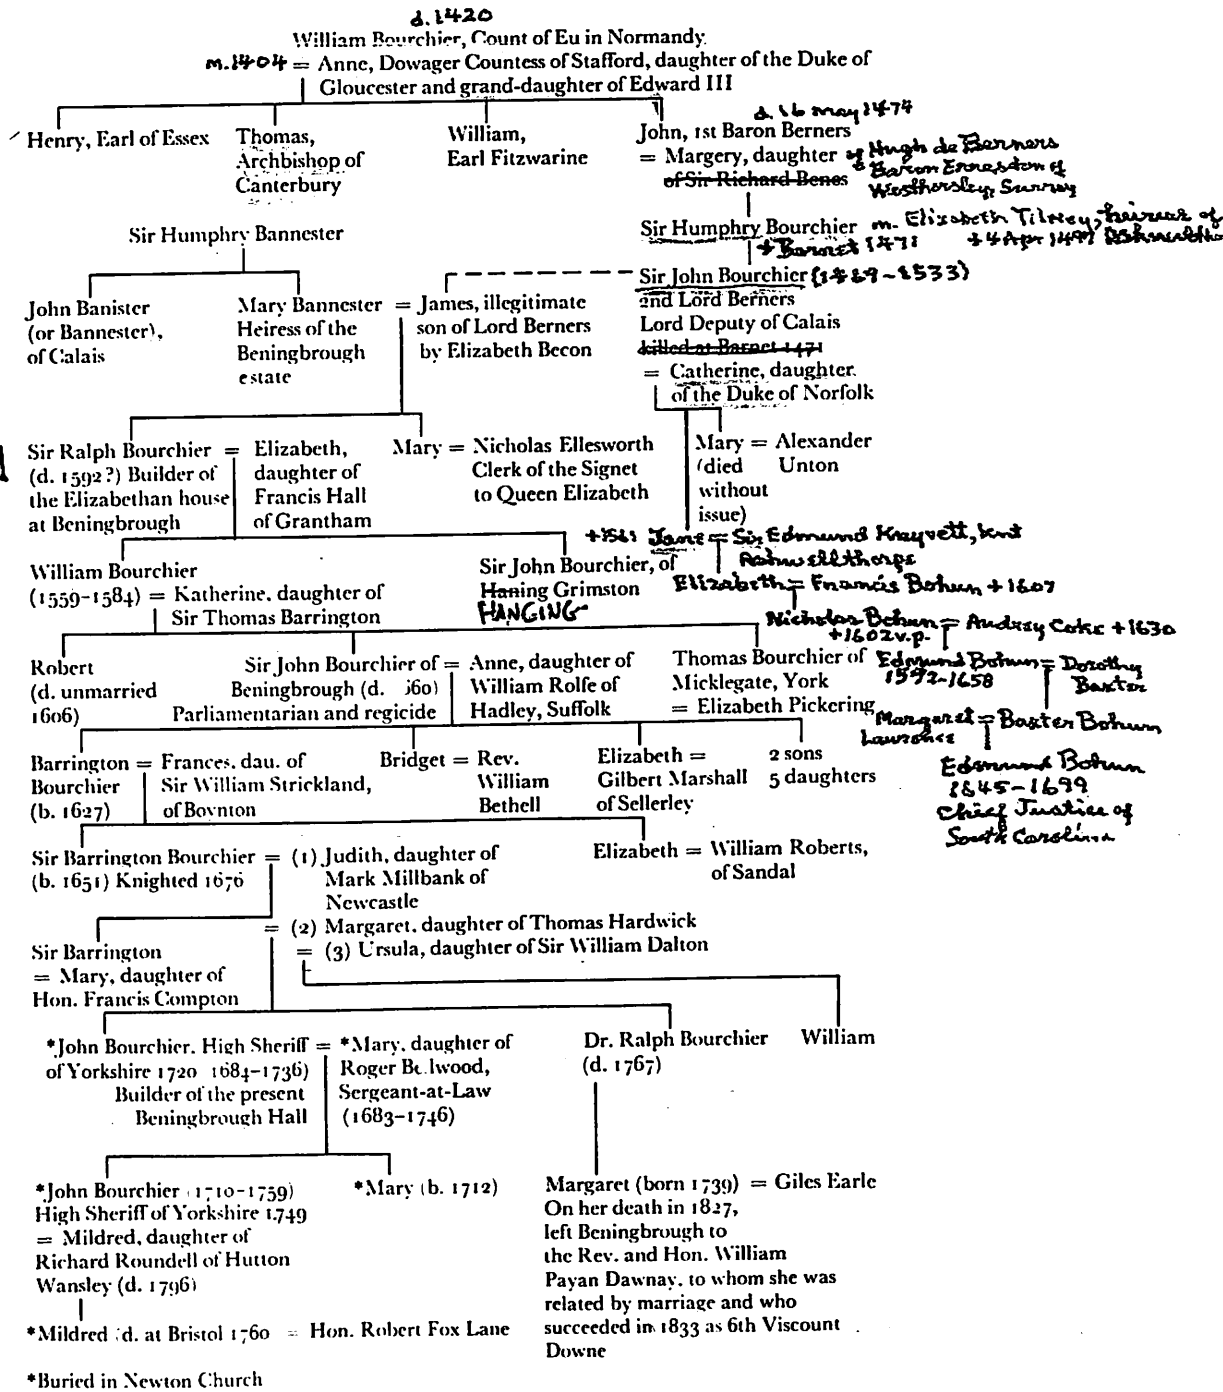 d. 1420
William Bourchier, Count of Eu in Normandy.
m. 1404 = Anne, Dowager Countess of Stafford, daughter of the Duke of
Gloucester and grand-daughter of Edward III
Henry, Earl of Essex
Thomas,
Archbishop of
Canterbury
William,
Earl Fitzwarine
d. 16 may 1474
John, 1st Baron Berners
= Margery, daughter of Hugh de Berners
of Sir Richard Benes
Baron of
Westhorsley, Surrey
Sir Humphry Bourchier m. Elizabeth Tilney, heiress of
+ Barnet 1471 +4 Apr 1497
Sir Humphry Bannester
John Banister
(or Bannester),
of Calais
Mary Bannester =
Heiress of the
Beningbrough
estate
James, illegitimate
son of Lord Berners
by Elizabeth Becon
Sir John Bourchier (1469-1533)
2nd Lord Berners
Lord Deputy of Calais
killed at Barnet 1471
= Catherine, daughter.
of the Duke of Norfolk
Sir Ralph Bourchier =
(d. 1592?) Builder of
the Elizabethan house
at Beningbrough
Elizabeth,
daughter of
Francis Hall
of Grantham
Mary = Nicholas Ellesworth
Clerk of the Signet
to Queen Elizabeth
Mary = Alexander
(died Unton
without
issue)
+1561 Jane = Sir Edmund Knyvett, knt
Ashwellthorpe
Elizabeth = Francis Bohun + 1607
Nicholas Bohun = Audrey Coke +1630
+1602 v.p.
Edmund Bohun = Dorothy
1592-1658 Baxter
Margaret = Baxter Bohun
Lawrence
Edmund Bohun
1645-1699
Chief Justice of
South Carolina
William Bourchier
(1559-1584) = Katherine, daughter of
Sir Thomas Barrington
Sir John Bourchier, of
Haning Grimston
HANGING
Robert
(d. unmarried
1606)
Sir John Bourchier of =
Beningbrough (d. 360)
Parliamentarian and regicide
Anne, daughter of
William Rolfe of
Hadley, Suffolk
Thomas Bourchier of
Micklegate, York
= Elizabeth Pickering
Barrington =
Bourchier
(b. 1627)
Frances, dau. of
Sir William Strickland,
of Boynton
Bridget = Rev.
William
Bethell
Elizabeth =
Gilbert Marshall
of Sellerley
2 sons
5 daughters
Sir Barrington Bourchier =
(b. 1651) Knighted 1676
(1) Judith, daughter of
Mark Millbank of
Newcastle
= (2) Margaret, daughter of Thomas Hardwick
= (3) Ursula, daughter of Sir William Dalton
Elizabeth = William Roberts,
of Sandal
Sir Barrington
= Mary, daughter of
Hon. Francis Compton
*John Bourchier, High Sheriff =
of Yorkshire 1720 1684-1736)
Builder of the present
Beningbrough Hall
*Mary, daughter of
Roger Belwood,
Sergeant-at-Law
(1683-1746)
Dr. Ralph Bourchier
(d. 1767)
William
*John Bourchier (1710-1759)
High Sheriff of Yorkshire 1749
= Mildred, daughter of
Richard Roundell of Hutton
Wansley (d. 1796)
*Mary (b. 1712)
Margaret (born 1739) = Giles Earle
On her death in 1827,
left Beningbrough to
the Rev. and Hon. William
Payan Dawnay, to whom she was
related by marriage and who
succeeded in 1833 as 6th Viscount
Downe
*Mildred d. at Bristol 1760 = Hon. Robert Fox Lane
*Buried in Newton Church